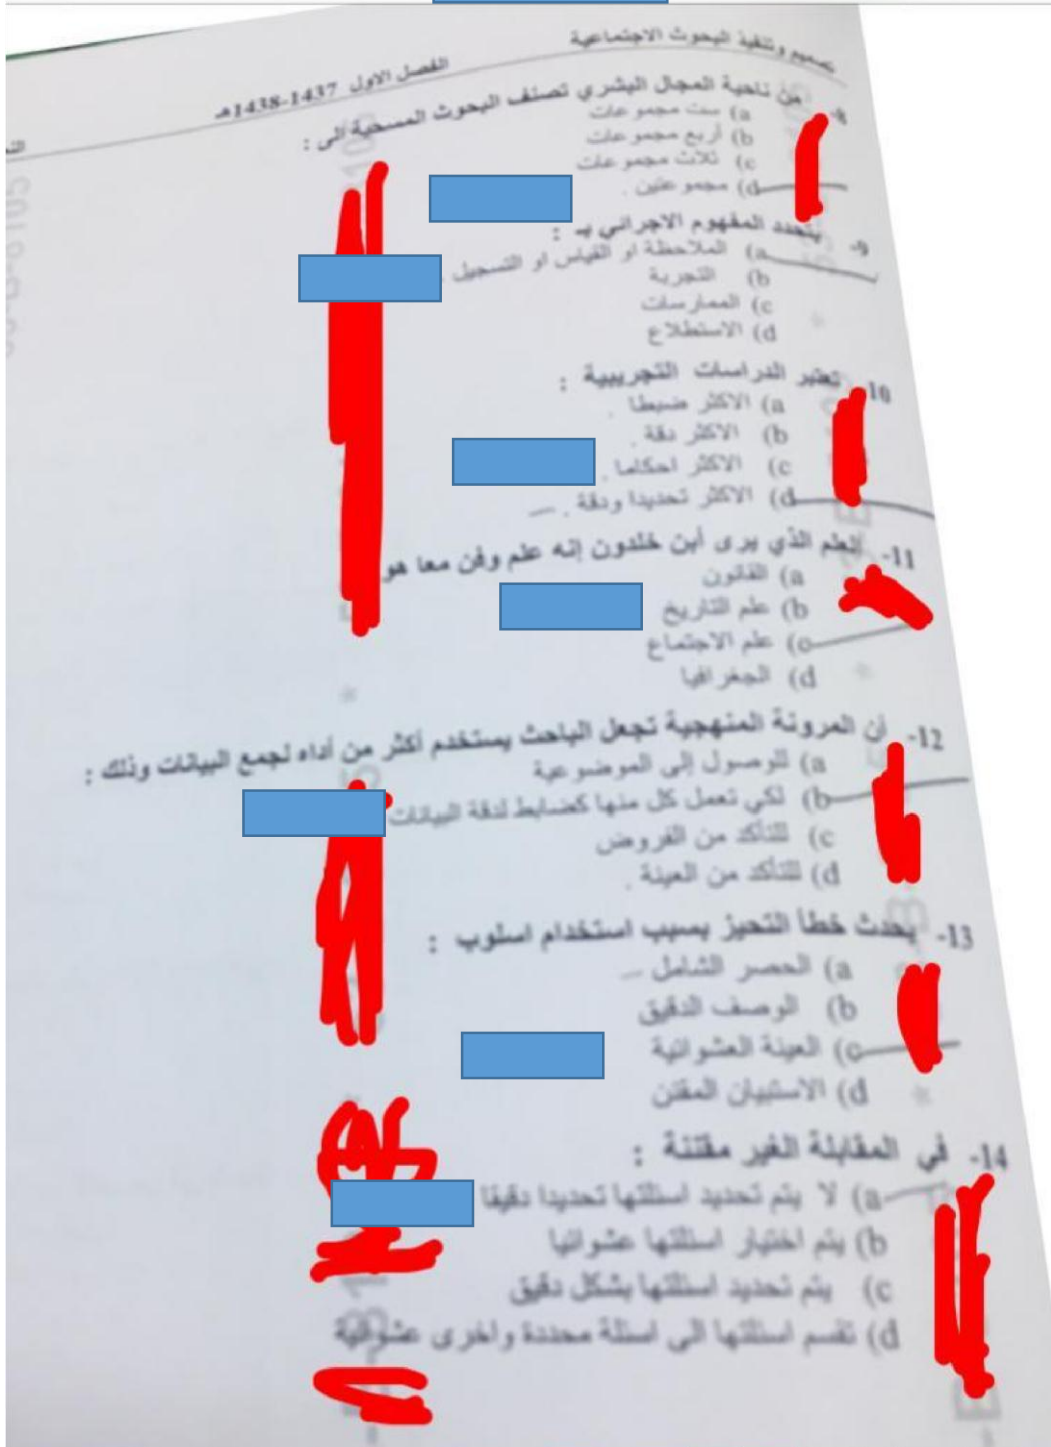 تصميم وتنفيذ البحوث الاجتماعية
الفصل الاول 1437-1438هـ
8- من ناحية المجال البشري تصنف البحوث المسحية الى :
a) ست مجموعات
b) أربع مجموعات
c) ثلاث مجموعات
d) مجموعتين .
9- يتحدد المفهوم الاجرائي بـ :
a) الملاحظة او القياس او التسجيل .
b) التجربة
c) الممارسات
d) الاستطلاع
10- تعتبر الدراسات التجريبية :
a) الاكثر ضبطا .
b) الاكثر دقة .
c) الاكثر احكاما .
d) الاكثر تحديدا ودقة .
11- العلم الذي يرى أبن خلدون إنه علم وفن معا هو
a) القانون
b) علم التاريخ
c) علم الاجتماع
d) الجغرافيا
12- أن المرونة المنهجية تجعل الباحث يستخدم أكثر من أداه لجمع البيانات وذلك :
a) للوصول إلى الموضوعية
b) لكي تعمل كل منها كضابط لدقة البيانات
c) للتأكد من الفروض
d) للتأكد من العينة .
13- يحدث خطأ التحيز بسبب استخدام اسلوب :
a) الحصر الشامل
b) الوصف الدقيق
c) العينة العشوائية
d) الاستبيان المقنن
14- في المقابلة الغير مقننة :
a) لا يتم تحديد اسئلتها تحديدا دقيقا
b) يتم اختيار اسئلتها عشوائيا
c) يتم تحديد اسئلتها بشكل دقيق
d) تقسم اسئلتها الى اسئلة محددة واخرى عشوائية